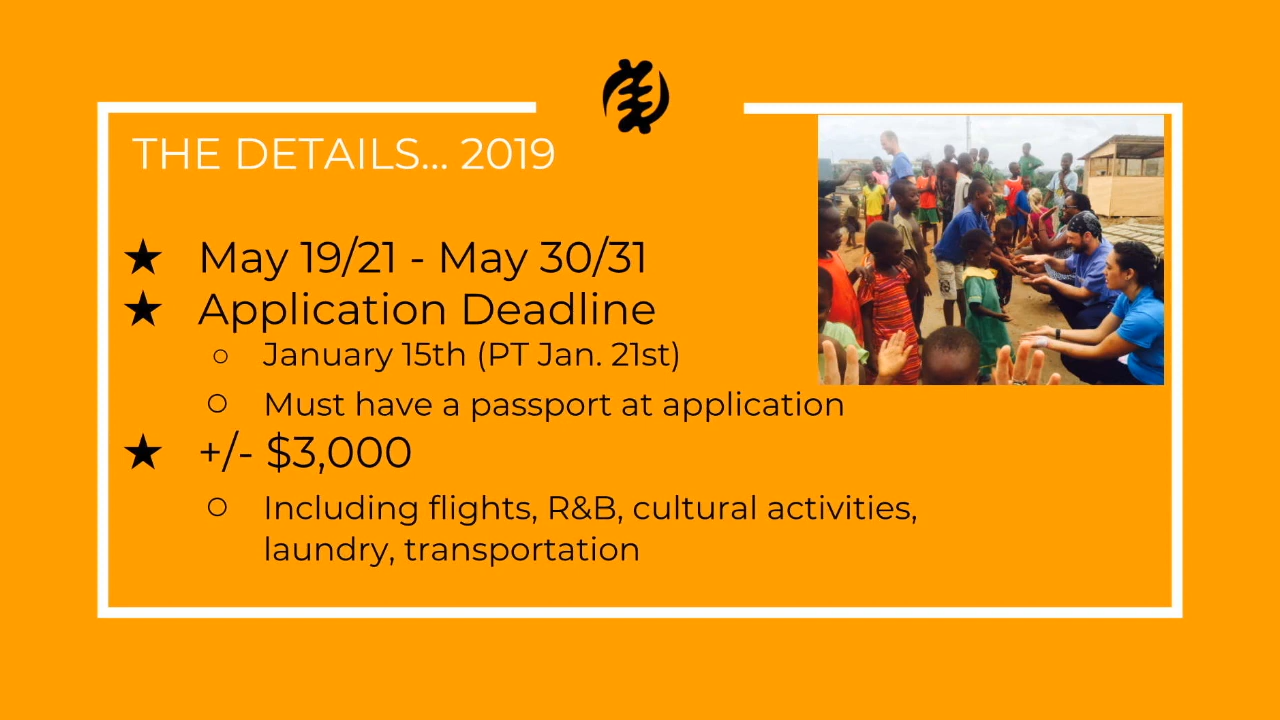 THE DETAILS... 2019
★ May 19/21 - May 30/31
★ Application Deadline
○ January 15th (PT Jan. 21st)
○ Must have a passport at application
★ +/- $3,000
○ Including flights, R&B, cultural activities,
laundry, transportation